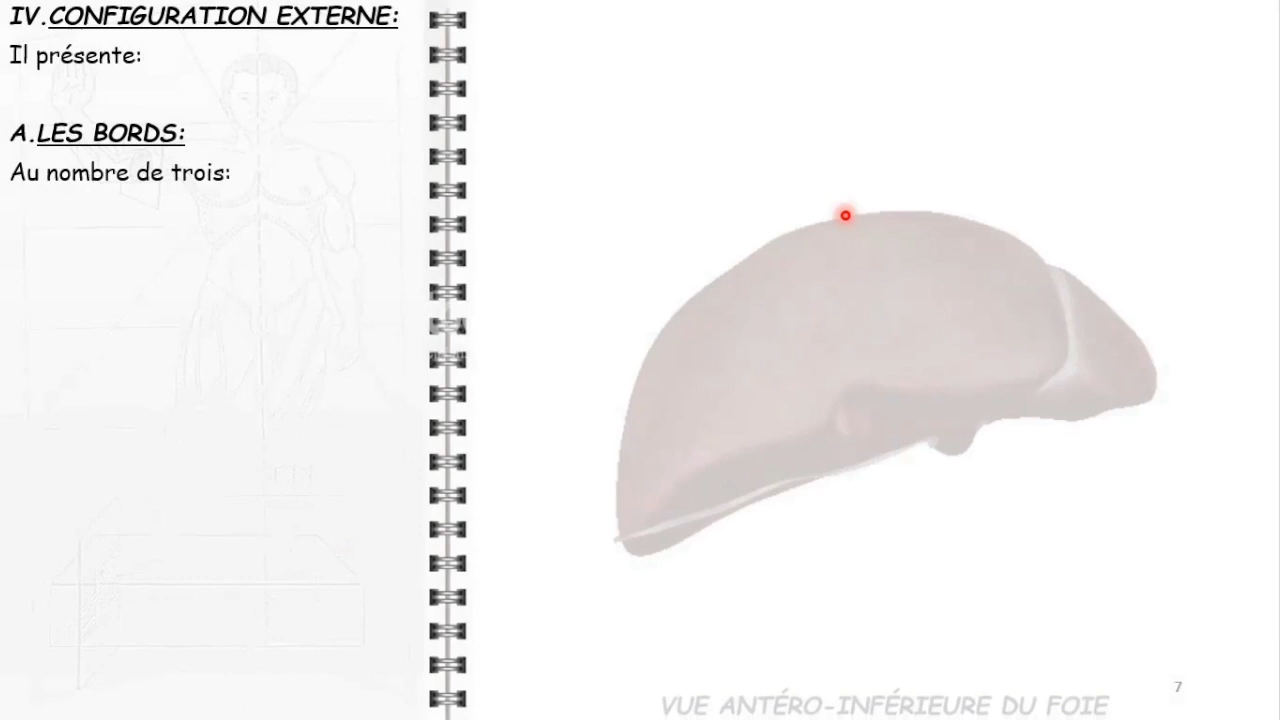 IV.CONFIGURATION EXTERNE:
Il présente:
A.LES BORDS:
Au nombre de trois:
7
VUE ANTÉRO-INFÉRIEURE DU FOIE